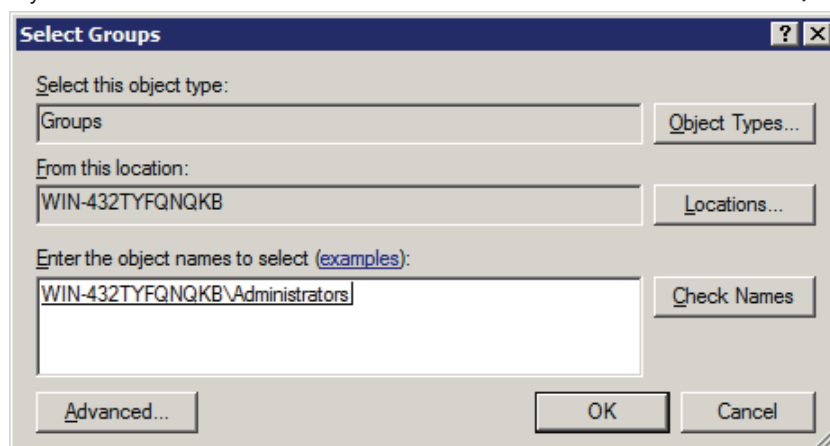 Select Groups
Select this object type:
Groups
Object Types...
From this location:
WIN-432TYFQNQKB
Locations...
Enter the object names to select (examples):
WIN-432TYFQNQKB\Administrators
Check Names
Advanced...
OK
Cancel